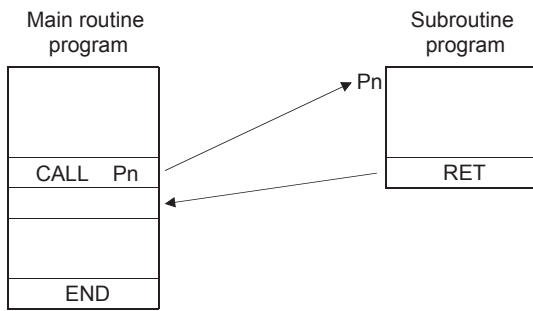 Main routine
program
Subroutine
program
Pn
CALL Pn
RET
END